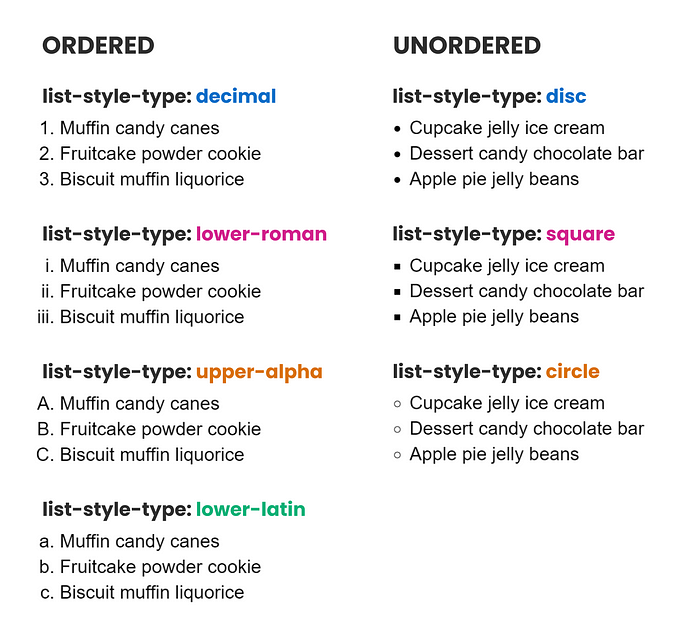 ORDERED
list-style-type: decimal
1. Muffin candy canes
2. Fruitcake powder cookie
3. Biscuit muffin liquorice
list-style-type: lower-roman
i. Muffin candy canes
ii. Fruitcake powder cookie
iii. Biscuit muffin liquorice
list-style-type: upper-alpha
A. Muffin candy canes
B. Fruitcake powder cookie
C. Biscuit muffin liquorice
list-style-type: lower-latin
a. Muffin candy canes
b. Fruitcake powder cookie
c. Biscuit muffin liquorice
UNORDERED
list-style-type: disc
• Cupcake jelly ice cream
• Dessert candy chocolate bar
• Apple pie jelly beans
list-style-type: square
▪ Cupcake jelly ice cream
▪ Dessert candy chocolate bar
▪ Apple pie jelly beans
list-style-type: circle
○ Cupcake jelly ice cream
○ Dessert candy chocolate bar
○ Apple pie jelly beans